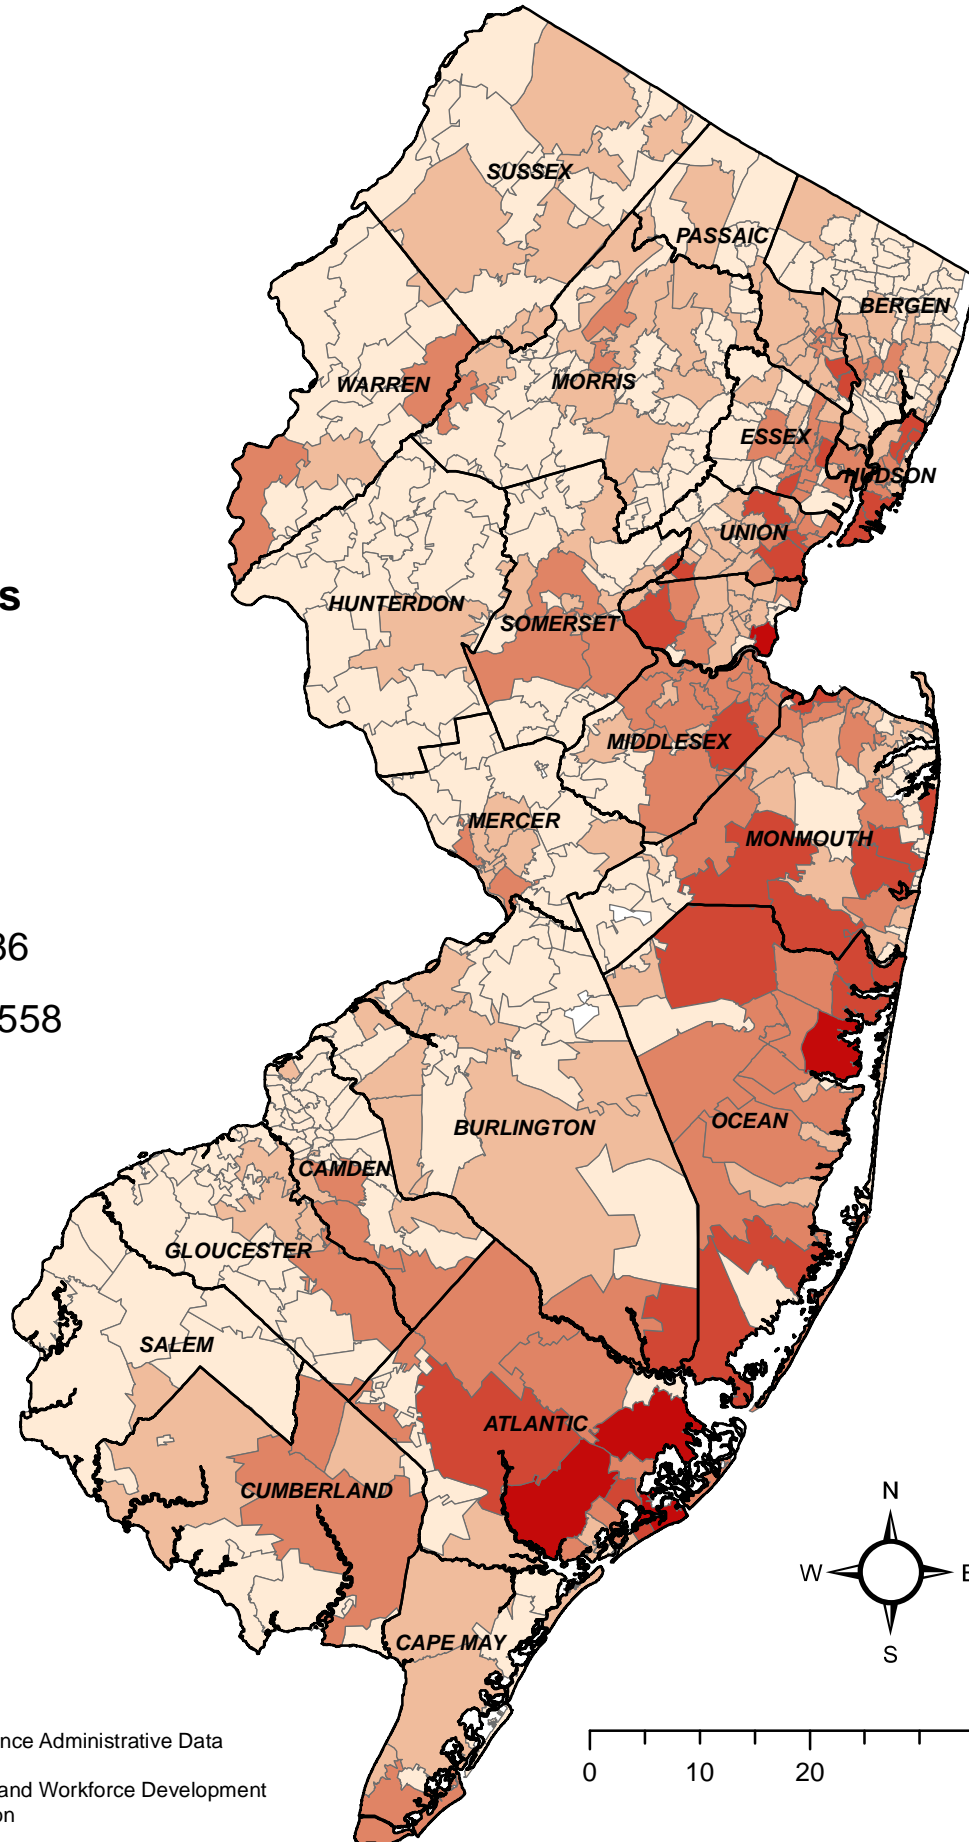 SUSSEX
PASSAIC
BERGEN
WARREN
MORRIS
ESSEX
HUDSON
UNION
HUNTERDON
SOMERSET
MIDDLESEX
MERCER
MONMOUTH
OCEAN
BURLINGTON
CAMDEN
GLOUCESTER
SALEM
ATLANTIC
CUMBERLAND
CAPE MAY
s
36
558
N
W E
S
0 10 20
nce Administrative Data
and Workforce Development
on